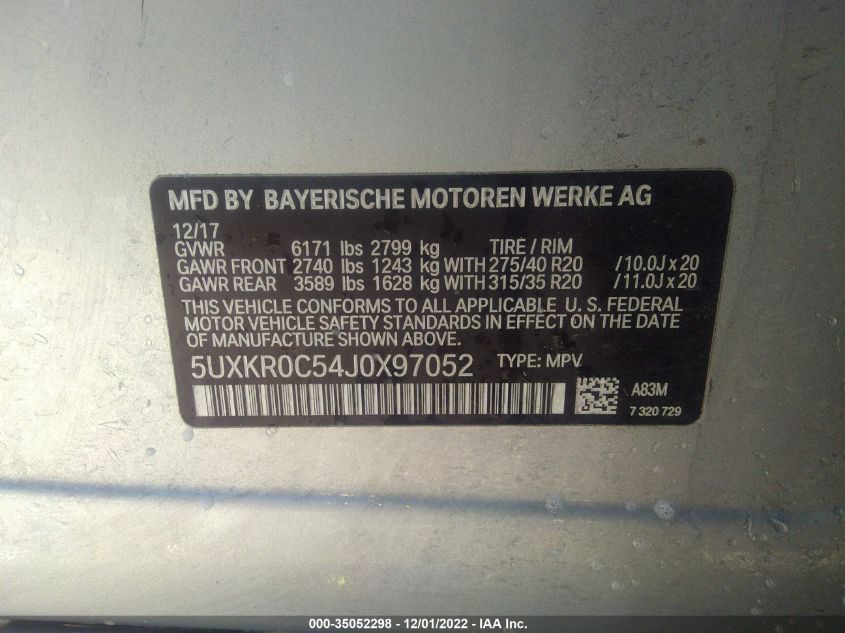 MFD BY BAYERISCHE MOTOREN WERKE AG
12/17
GVWR 6171 lbs 2799 kg TIRE / RIM
GAWR FRONT 2740 lbs 1243 kg WITH 275/40 R20 / 10.0J x 20
GAWR REAR 3589 lbs 1628 kg WITH 315/35 R20 / 11.0J x 20
THIS VEHICLE CONFORMS TO ALL APPLICABLE U. S. FEDERAL
MOTOR VEHICLE SAFETY STANDARDS IN EFFECT ON THE DATE
OF MANUFACTURE SHOWN ABOVE.
5UXKR0C54J0X97052 TYPE: MPV
A83M
7 320 729
000-35052298 - 12/01/2022 - IAA Inc.